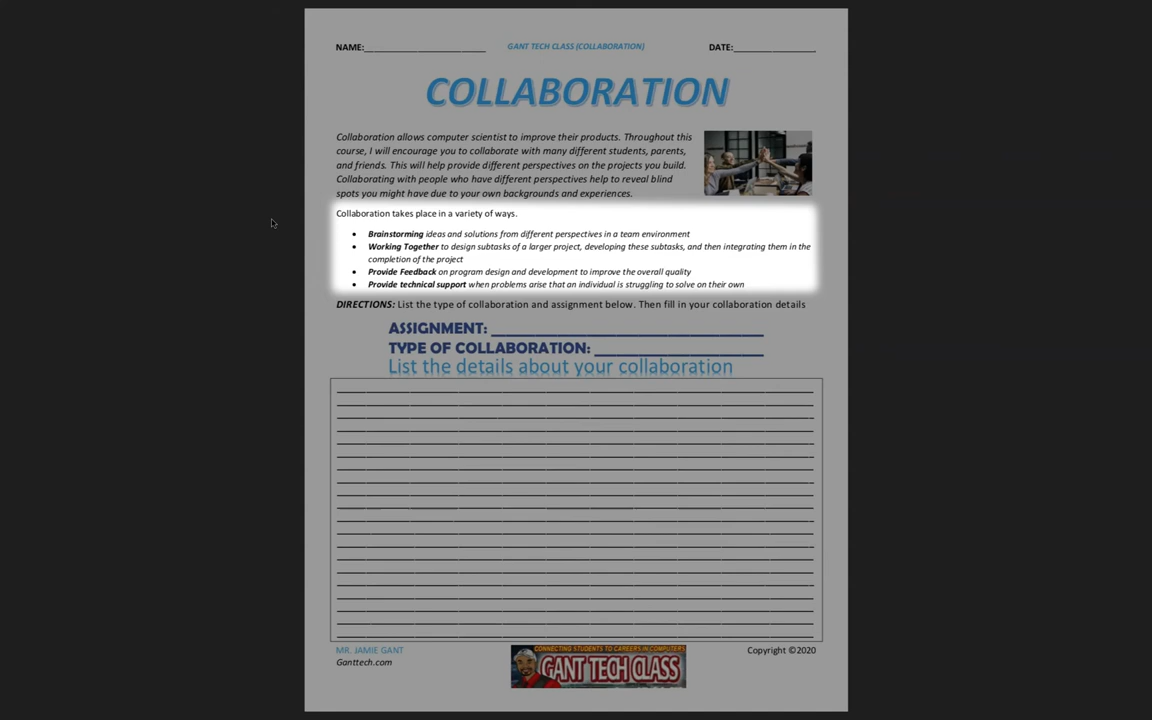 NAME:_______________________ GANT TECH CLASS (COLLABORATION) DATE:________________
COLLABORATION
Collaboration allows computer scientist to improve their products. Throughout this
course, I will encourage you to collaborate with many different students, parents,
and friends. This will help provide different perspectives on the projects you build.
Collaborating with people who have different perspectives help to reveal blind
spots you might have due to your own backgrounds and experiences.
Collaboration takes place in a variety of ways.
• Brainstorming ideas and solutions from different perspectives in a team environment
• Working Together to design subtasks of a larger project, developing these subtasks, and then integrating them in the
completion of the project
• Provide Feedback on program design and development to improve the overall quality
• Provide technical support when problems arise that an individual is struggling to solve on their own
DIRECTIONS: List the type of collaboration and assignment below. Then fill in your collaboration details
ASSIGNMENT: ______________________________
TYPE OF COLLABORATION: ___________________
List the details about your collaboration
MR. JAMIE GANT
Ganttech.com
CONNECTING STUDENTS TO CAREERS IN COMPUTERS
GANT TECH CLASS
Copyright ©2020